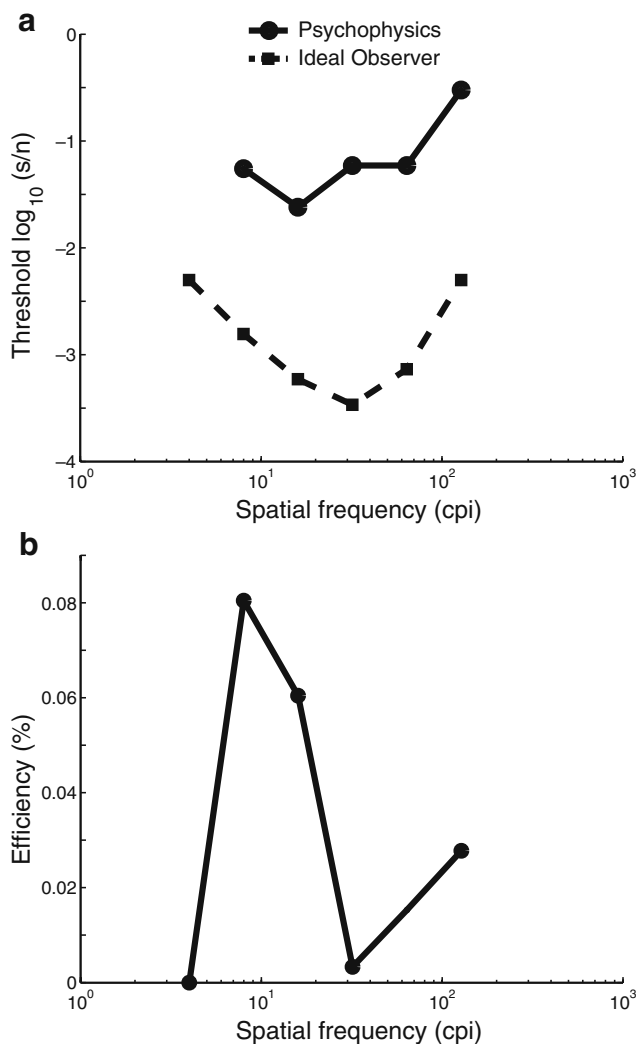 a
Psychophysics
Ideal Observer
0
−1
−2
−3
−4
Threshold log10 (s/n)
10^0
10^1
10^2
10^3
Spatial frequency (cpi)
b
0.08
0.06
0.04
0.02
0
Efficiency (%)
10^0
10^1
10^2
10^3
Spatial frequency (cpi)